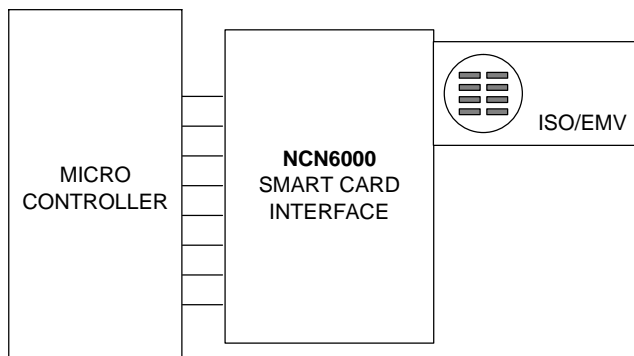 MICRO
CONTROLLER
NCN6000
SMART CARD
INTERFACE
ISO/EMV